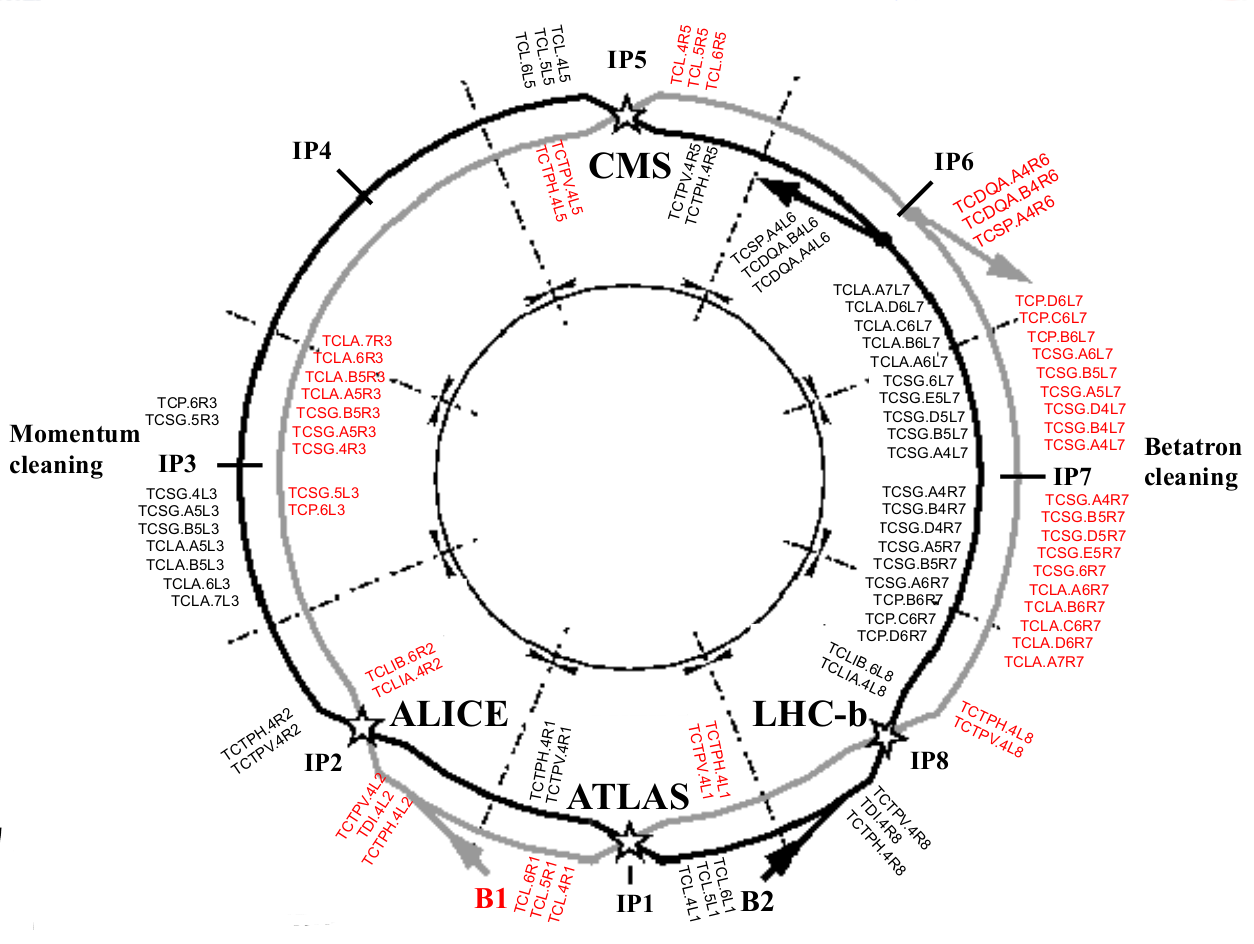 TCL.6L5
TCL.5L5
TCL.4L5
IP5
TCL.4R5
TCL.5R5
TCL.6R5
IP4
CMS
TCTPV.4L5
TCTPH.4L5
TCTPV.4R5
TCTPH.4R5
IP6
TCDQA.A4R6
TCDQA.B4R6
TCSP.A4R6
TCSP.A4L6
TCDQA.B4L6
TCDQA.A4L6
TCLA.A7L7
TCLA.D6L7
TCLA.C6L7
TCLA.B6L7
TCLA.A6L7
TCSG.6L7
TCSG.E5L7
TCSG.D5L7
TCSG.B5L7
TCSG.A4L7
TCP.D6L7
TCP.C6L7
TCP.B6L7
TCSG.A6L7
TCSG.B5L7
TCSG.A5L7
TCSG.D4L7
TCSG.B4L7
TCSG.A4L7
TCLA.7R3
TCLA.6R3
TCLA.B5R3
TCLA.A5R3
TCSG.B5R3
TCSG.A5R3
TCSG.4R3
TCP.6R3
TCSG.5R3
Momentum
cleaning
IP3
Betatron
cleaning
IP7
TCSG.4L3
TCSG.A5L3
TCSG.B5L3
TCLA.A5L3
TCLA.B5L3
TCLA.6L3
TCLA.7L3
TCSG.5L3
TCP.6L3
TCSG.A4R7
TCSG.B4R7
TCSG.D4R7
TCSG.A5R7
TCSG.B5R7
TCSG.A6R7
TCP.B6R7
TCP.C6R7
TCP.D6R7
TCSG.A4R7
TCSG.B5R7
TCSG.D5R7
TCSG.E5R7
TCSG.6R7
TCLA.A6R7
TCLA.B6R7
TCLA.C6R7
TCLA.D6R7
TCLA.A7R7
TCLIB.6R2
TCLIA.4R2
TCLIB.6L8
TCLIA.4L8
ALICE
LHC-b
TCTPH.4R2
TCTPV.4R2
IP2
TCTPH.4L8
TCTPV.4L8
IP8
TCTPH.4R1
TCTPV.4R1
TCTPH.4L1
TCTPV.4L1
ATLAS
TCTPV.4L2
TDI.4L2
TCTPH.4L2
TCTPV.4R8
TDI.4R8
TCTPH.4R8
B1
TCL.6R1
TCL.5R1
TCL.4R1
IP1
TCL.6L1
TCL.5L1
TCL.4L1
B2